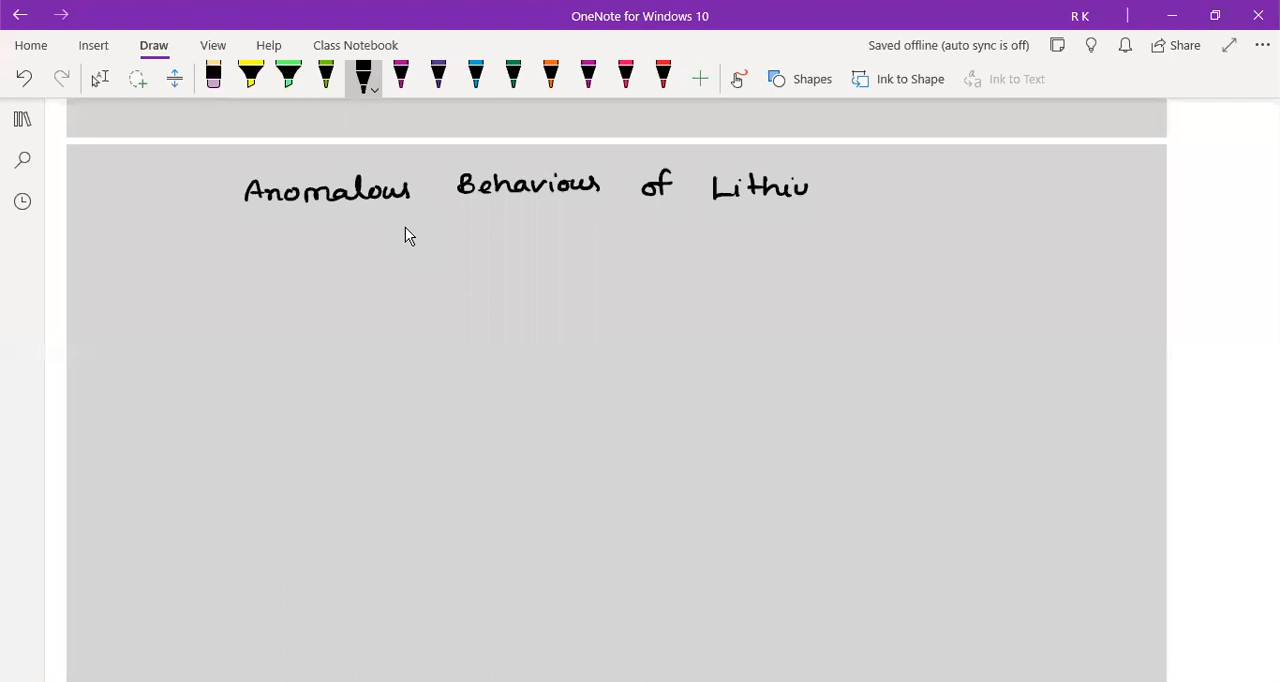 OneNote for Windows 10
R K
Home Insert Draw View Help Class Notebook
Saved offline (auto sync is off) Share
Shapes Ink to Shape Ink to Text
Anomalous Behaviour of Lithiu